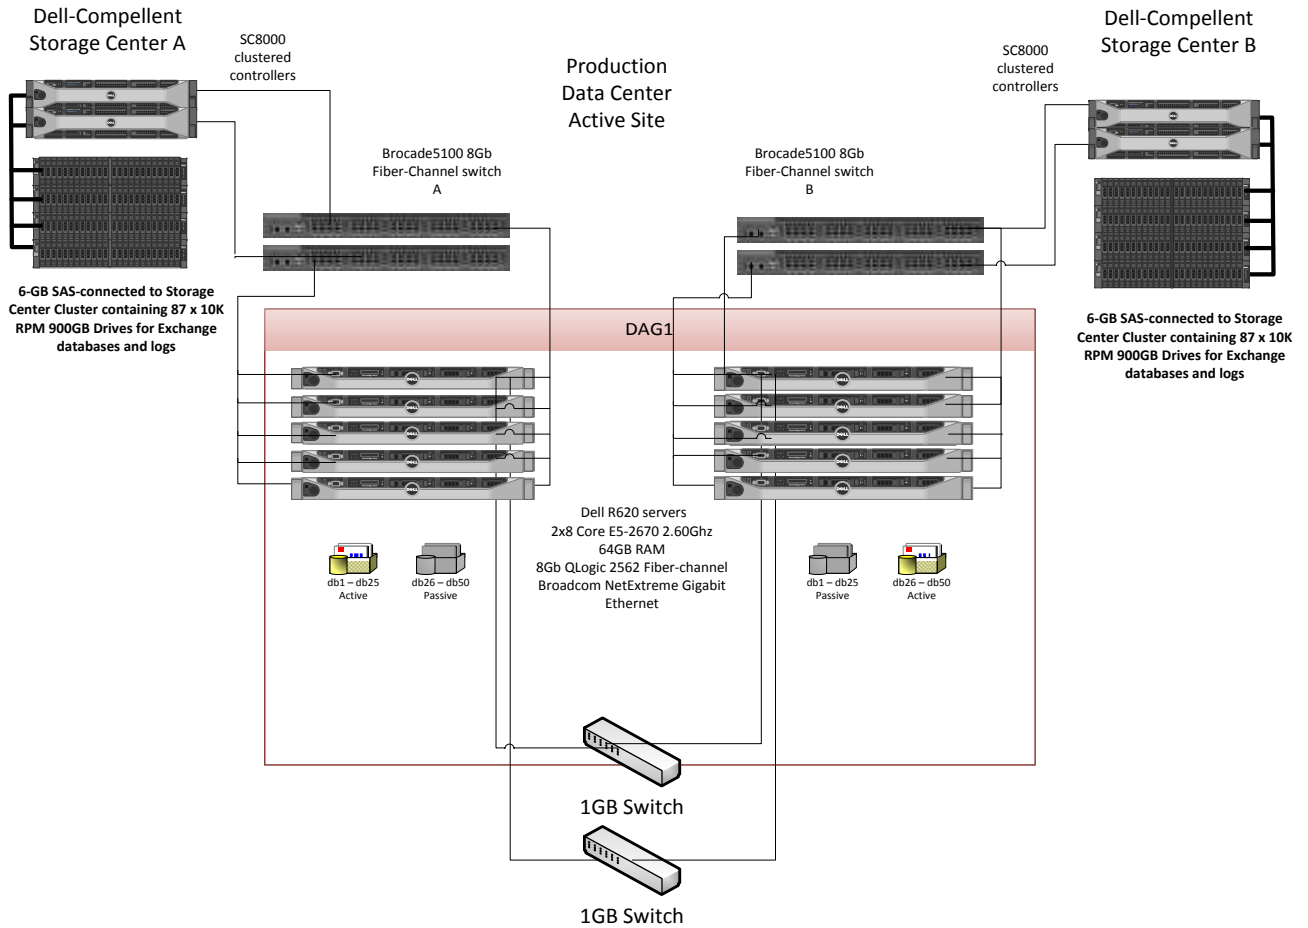 Dell-Compellent
Storage Center A
SC8000
clustered
controllers
Production
Data Center
Active Site
Dell-Compellent
Storage Center B
SC8000
clustered
controllers
Brocade5100 8Gb
Fiber-Channel switch
A
Brocade5100 8Gb
Fiber-Channel switch
B
6-GB SAS-connected to Storage
Center Cluster containing 87 x 10K
RPM 900GB Drives for Exchange
databases and logs
6-GB SAS-connected to Storage
Center Cluster containing 87 x 10K
RPM 900GB Drives for Exchange
databases and logs
DAG1
Dell R620 servers
2x8 Core E5-2670 2.60Ghz
64GB RAM
8Gb QLogic 2562 Fiber-channel
Broadcom NetExtreme Gigabit
Ethernet
db1 – db25
Active
db26 – db50
Passive
db1 – db25
Passive
db26 – db50
Active
1GB Switch
1GB Switch